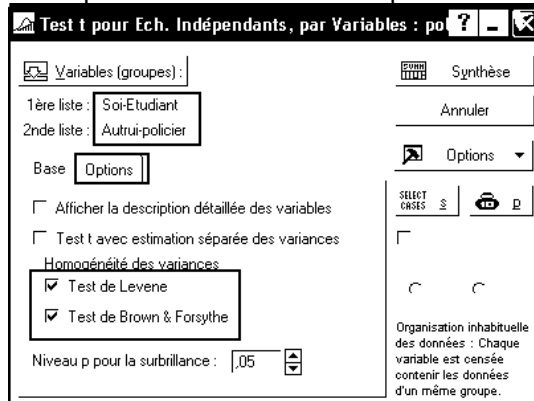 Test t pour Ech. Indépendants, par Variables : po
Variables (groupes) :
1ère liste : Soi-Etudiant
2nde liste : Autrui-policier
Base Options
Afficher la description détaillée des variables
Test t avec estimation séparée des variances
Homogénéité des variances
Test de Levene
Test de Brown & Forsythe
Niveau p pour la surbrillance : ,05
Synthèse
Annuler
Options
SELECT CASES S
D
Organisation inhabituelle
des données : Chaque
variable est censée
contenir les données
d'un même groupe.